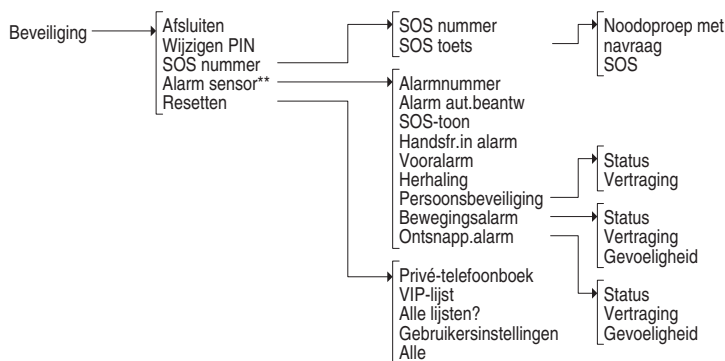 Beveiliging
Afsluiten
Wijzigen PIN
SOS nummer
Alarm sensor**
Resetten
SOS nummer
SOS toets
Noodoproep met
navraag
SOS
Alarmnummer
Alarm aut.beantw
SOS-toon
Handsfr.in alarm
Vooralarm
Herhaling
Persoonsbeveiliging
Bewegingsalarm
Ontsnapp.alarm
Status
Vertraging
Status
Vertraging
Gevoeligheid
Status
Vertraging
Gevoeligheid
Privé-telefoonboek
VIP-lijst
Alle lijsten?
Gebruikersinstellingen
Alle